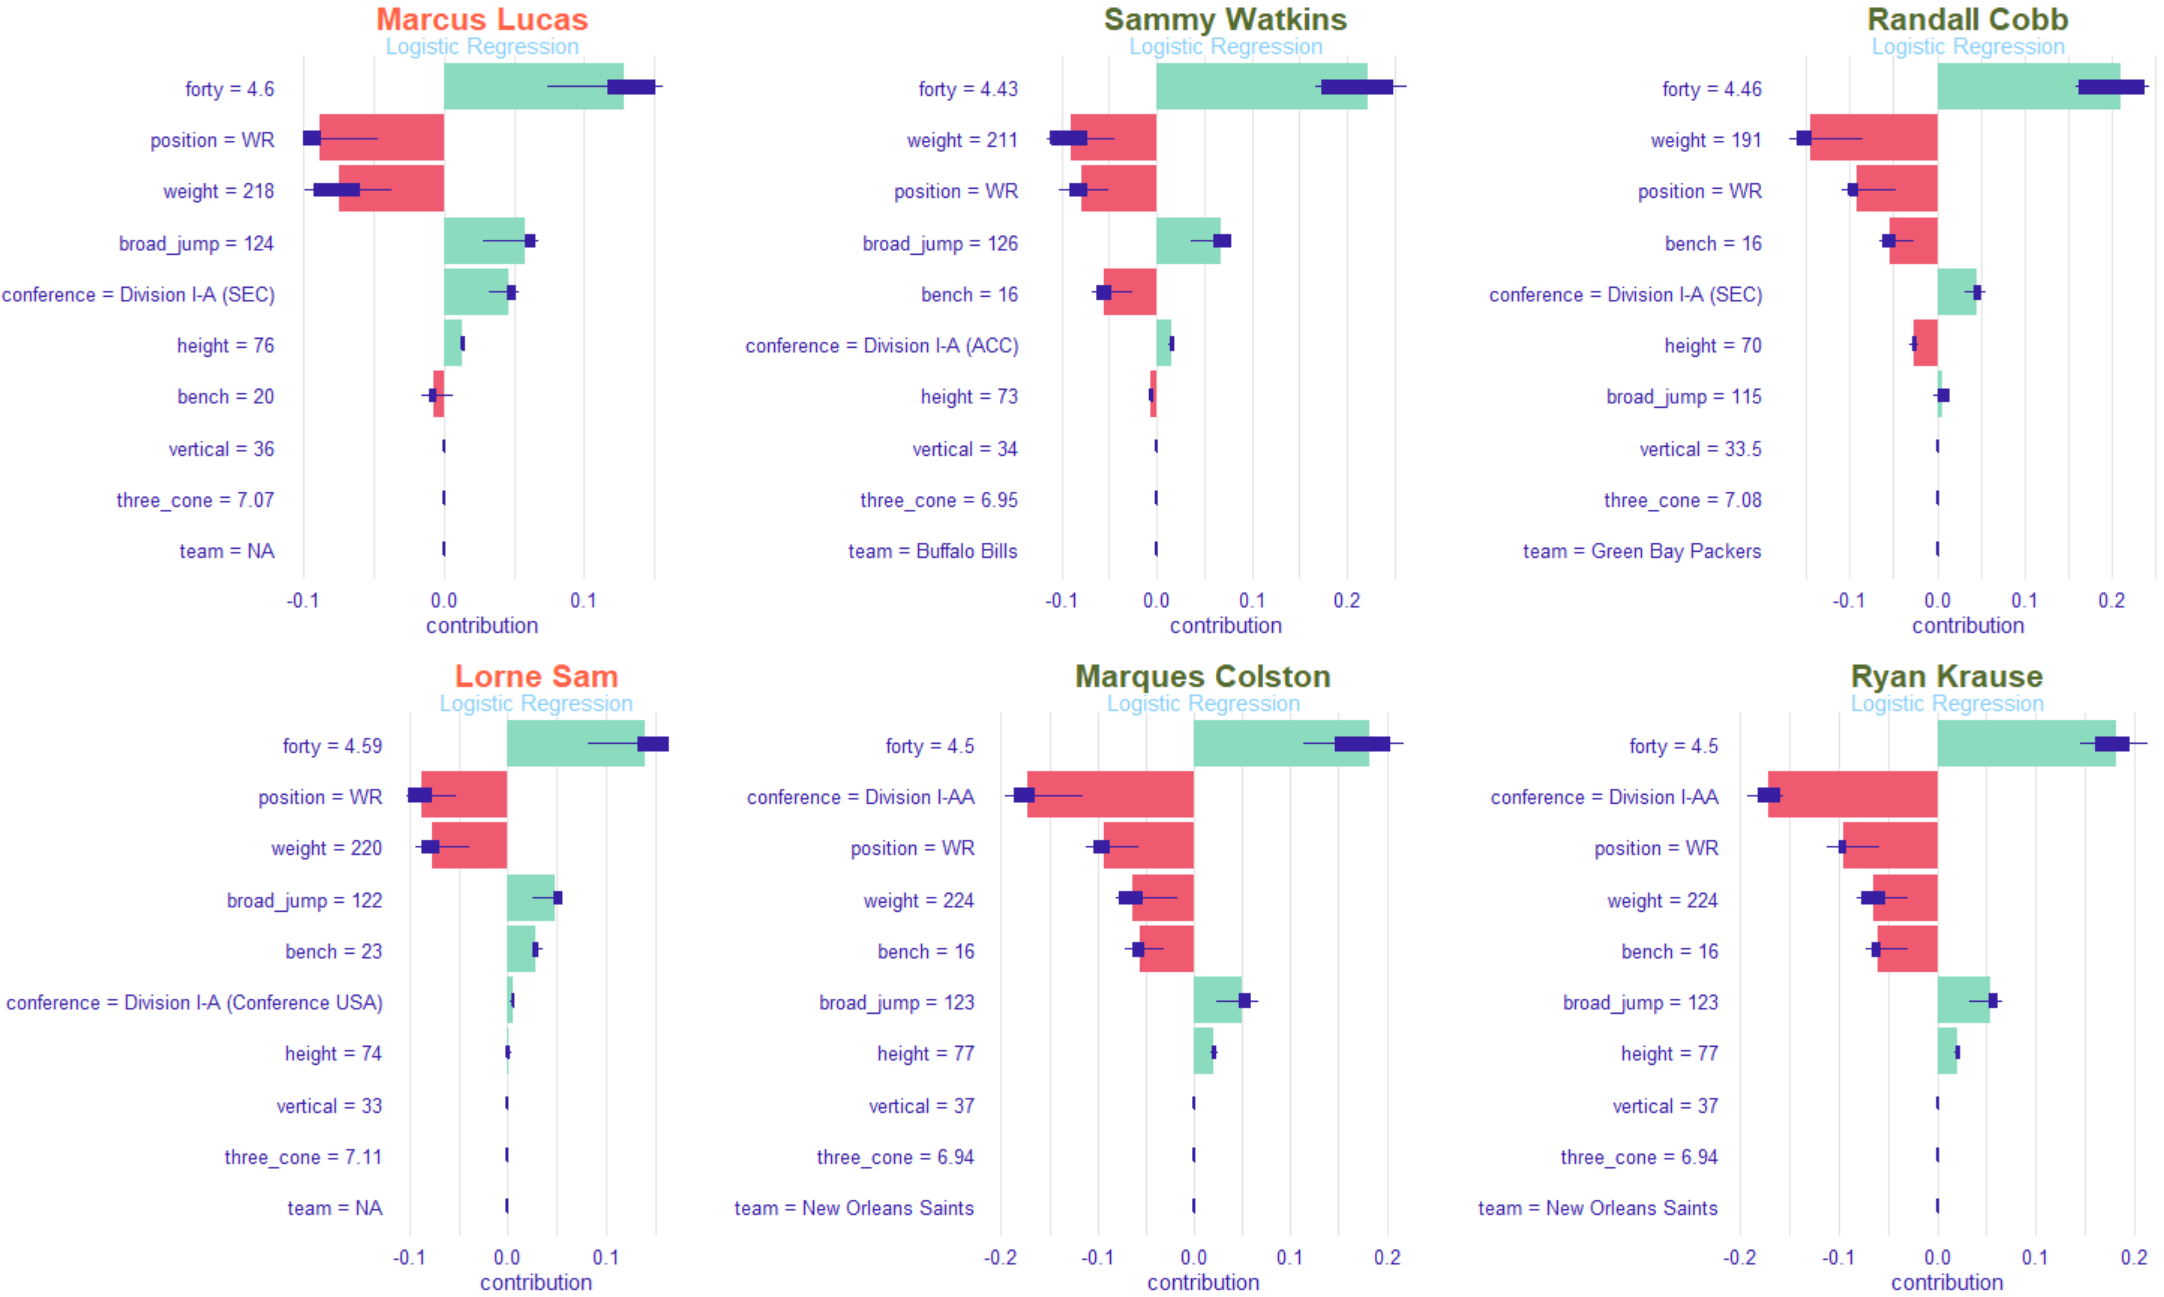 Marcus Lucas
Logistic Regression
forty = 4.6
position = WR
weight = 218
broad_jump = 124
conference = Division I-A (SEC)
height = 76
bench = 20
vertical = 36
three_cone = 7.07
team = NA
-0.1 0.0 0.1
contribution
Sammy Watkins
Logistic Regression
forty = 4.43
weight = 211
position = WR
broad_jump = 126
bench = 16
conference = Division I-A (ACC)
height = 73
vertical = 34
three_cone = 6.95
team = Buffalo Bills
-0.1 0.0 0.1 0.2
contribution
Randall Cobb
Logistic Regression
forty = 4.46
weight = 191
position = WR
bench = 16
conference = Division I-A (SEC)
height = 70
broad_jump = 115
vertical = 33.5
three_cone = 7.08
team = Green Bay Packers
-0.1 0.0 0.1 0.2
contribution
Lorne Sam
Logistic Regression
forty = 4.59
position = WR
weight = 220
broad_jump = 122
bench = 23
conference = Division I-A (Conference USA)
height = 74
vertical = 33
three_cone = 7.11
team = NA
-0.1 0.0 0.1
contribution
Marques Colston
Logistic Regression
forty = 4.5
conference = Division I-AA
position = WR
weight = 224
bench = 16
broad_jump = 123
height = 77
vertical = 37
three_cone = 6.94
team = New Orleans Saints
-0.2 -0.1 0.0 0.1 0.2
contribution
Ryan Krause
Logistic Regression
forty = 4.5
conference = Division I-AA
position = WR
weight = 224
bench = 16
broad_jump = 123
height = 77
vertical = 37
three_cone = 6.94
team = New Orleans Saints
-0.2 -0.1 0.0 0.1 0.2
contribution